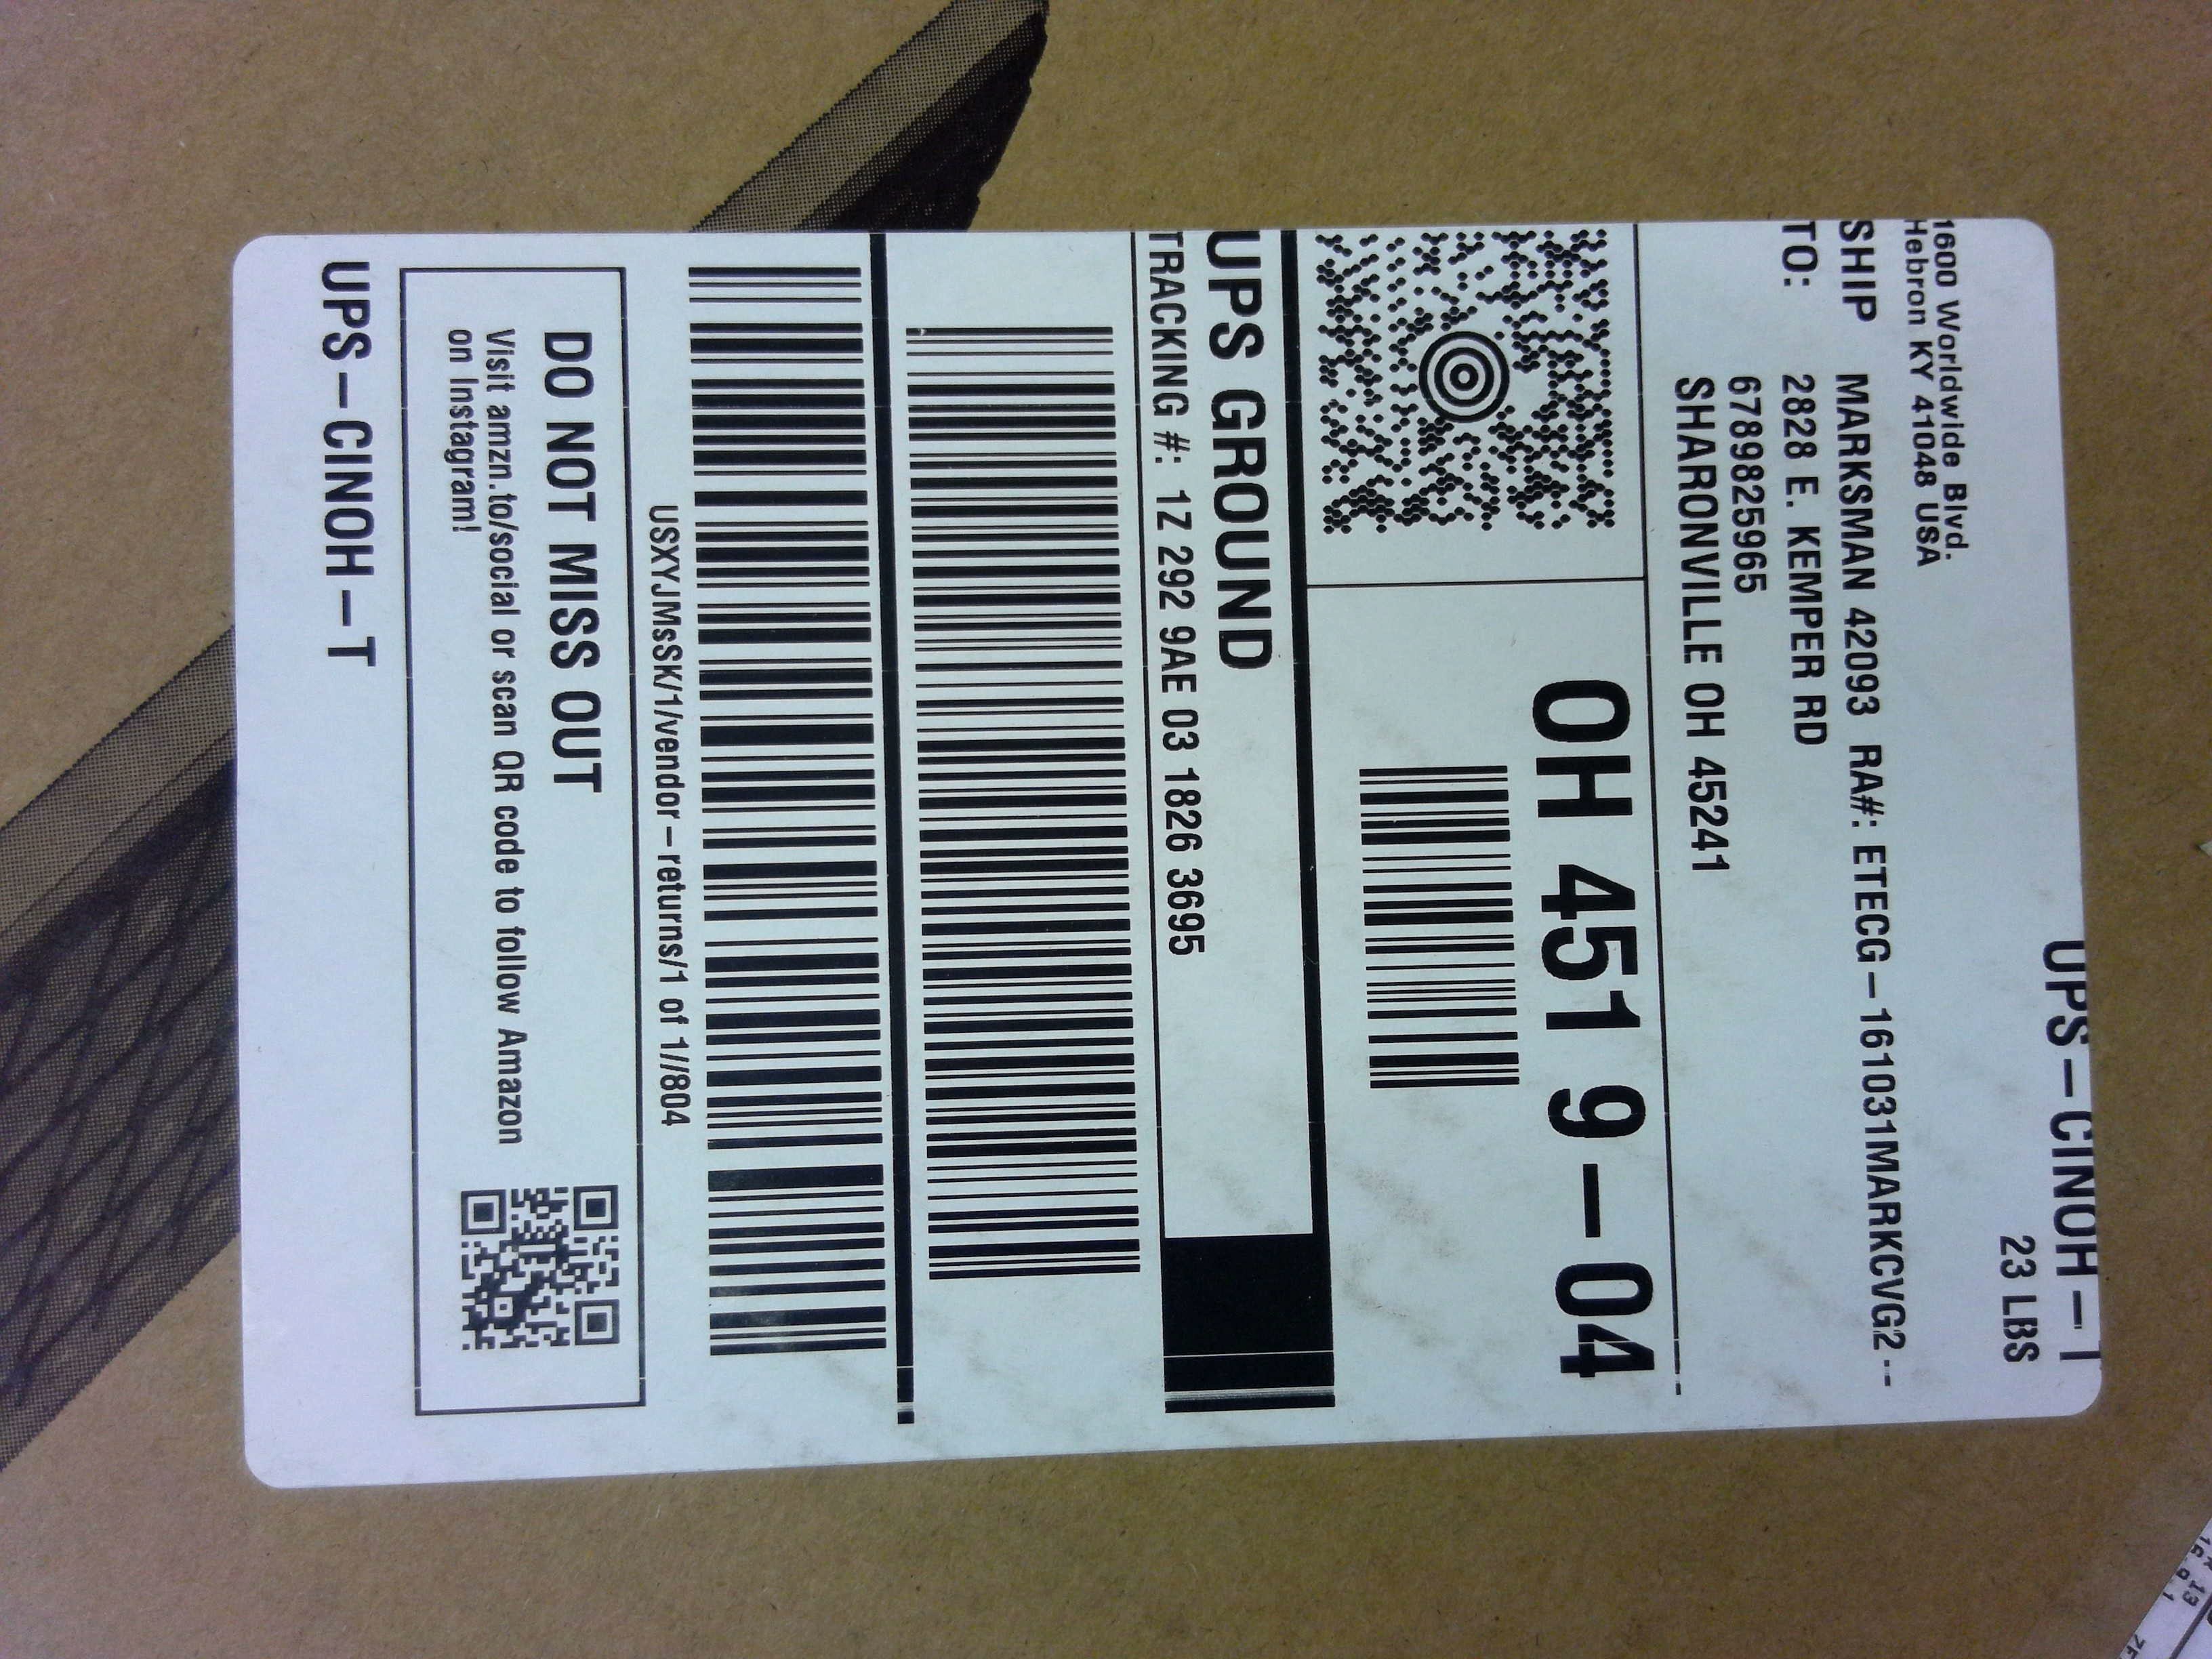 UPS-CINOH-T
23 LBS
1600 Worldwide Blvd.
Hebron KY 41048 USA
SHIP MARKSMAN 42093 RA#: ETECG-161031MARKCVG2--
TO: 2828 E. KEMPER RD
6789825965
SHARONVILLE OH 45241
OH 451 9-04
UPS GROUND
TRACKING #: 1Z 292 9AE 03 1826 3695
USXYJMsSK/1/vendor-returns/1 of 1//804
DO NOT MISS OUT
Visit amzn.to/social or scan QR code to follow Amazon
on Instagram!
UPS-CINOH-T